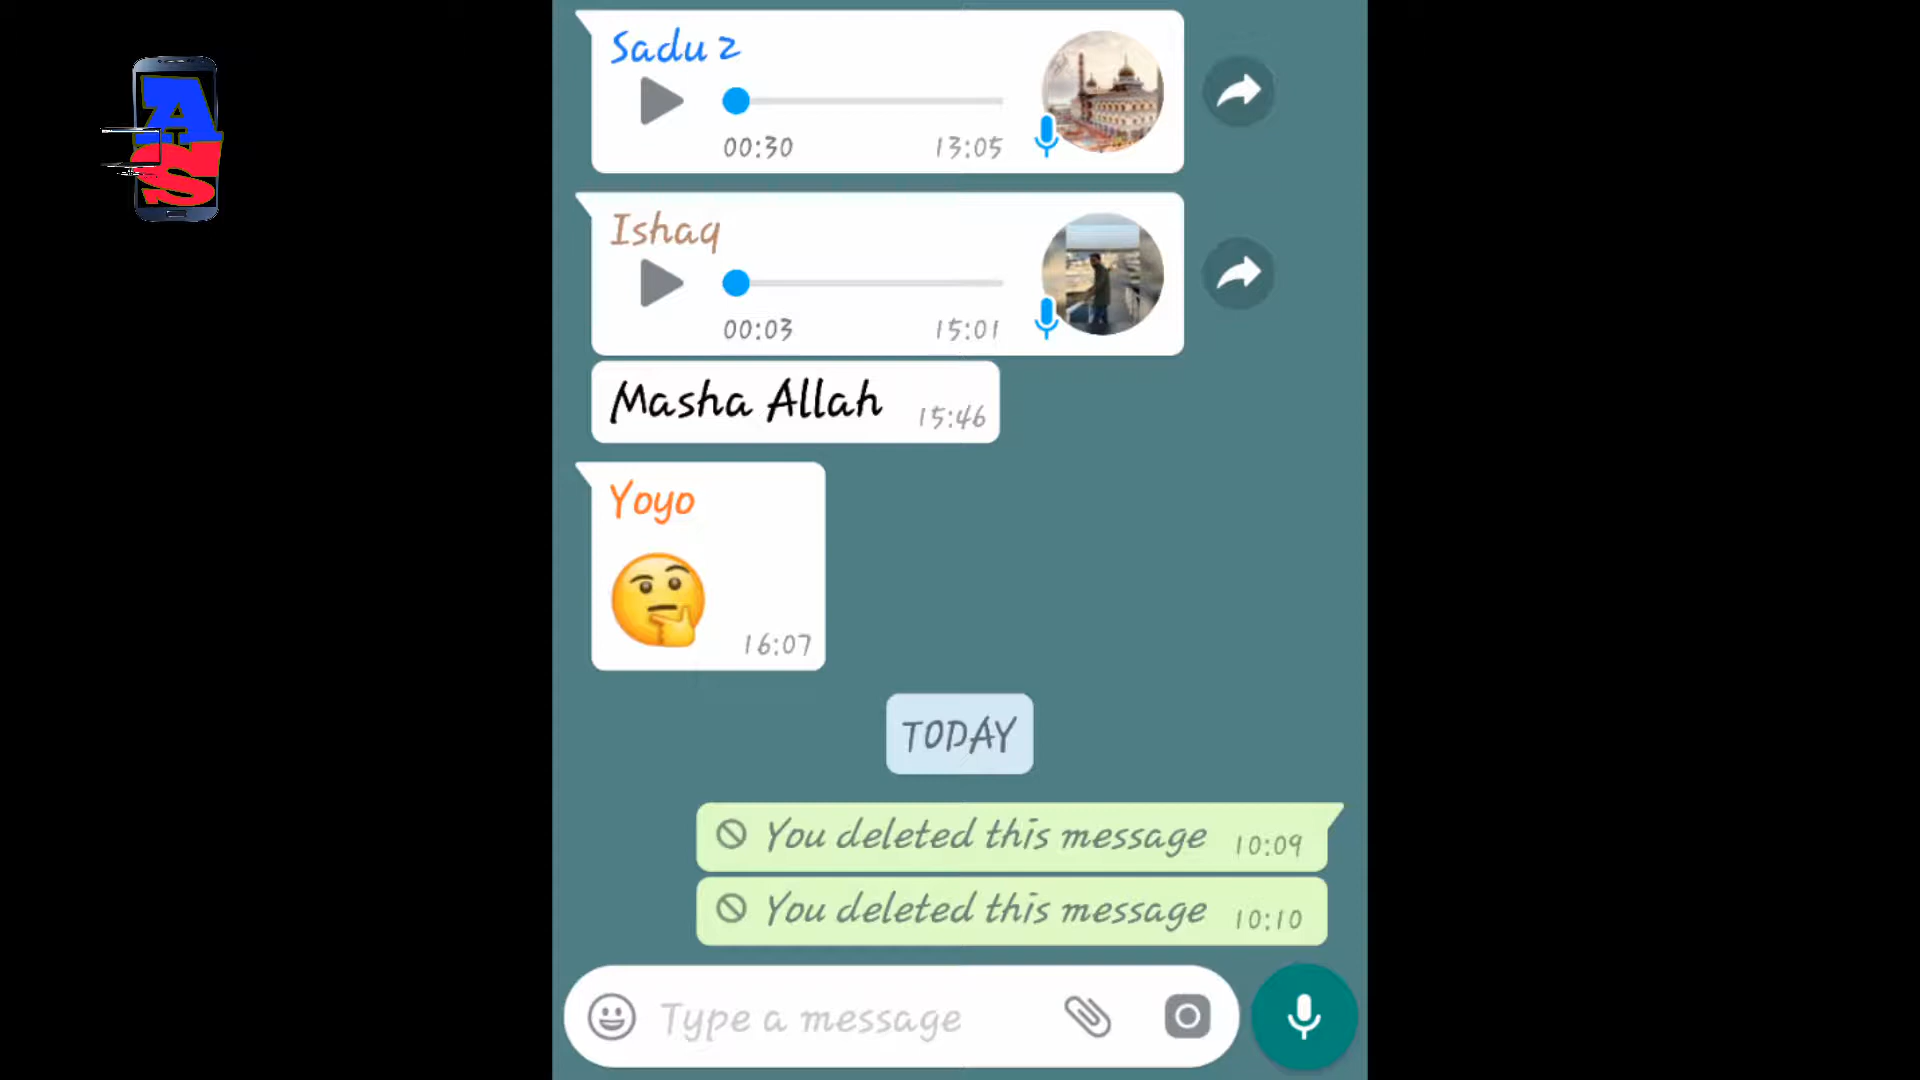 A
TS
Sadu z
00:30 13:05
Ishaq
00:03 15:01
Masha Allah 15:46
Yoyo
16:07
TODAY
You deleted this message 10:09
You deleted this message 10:10
Type a message